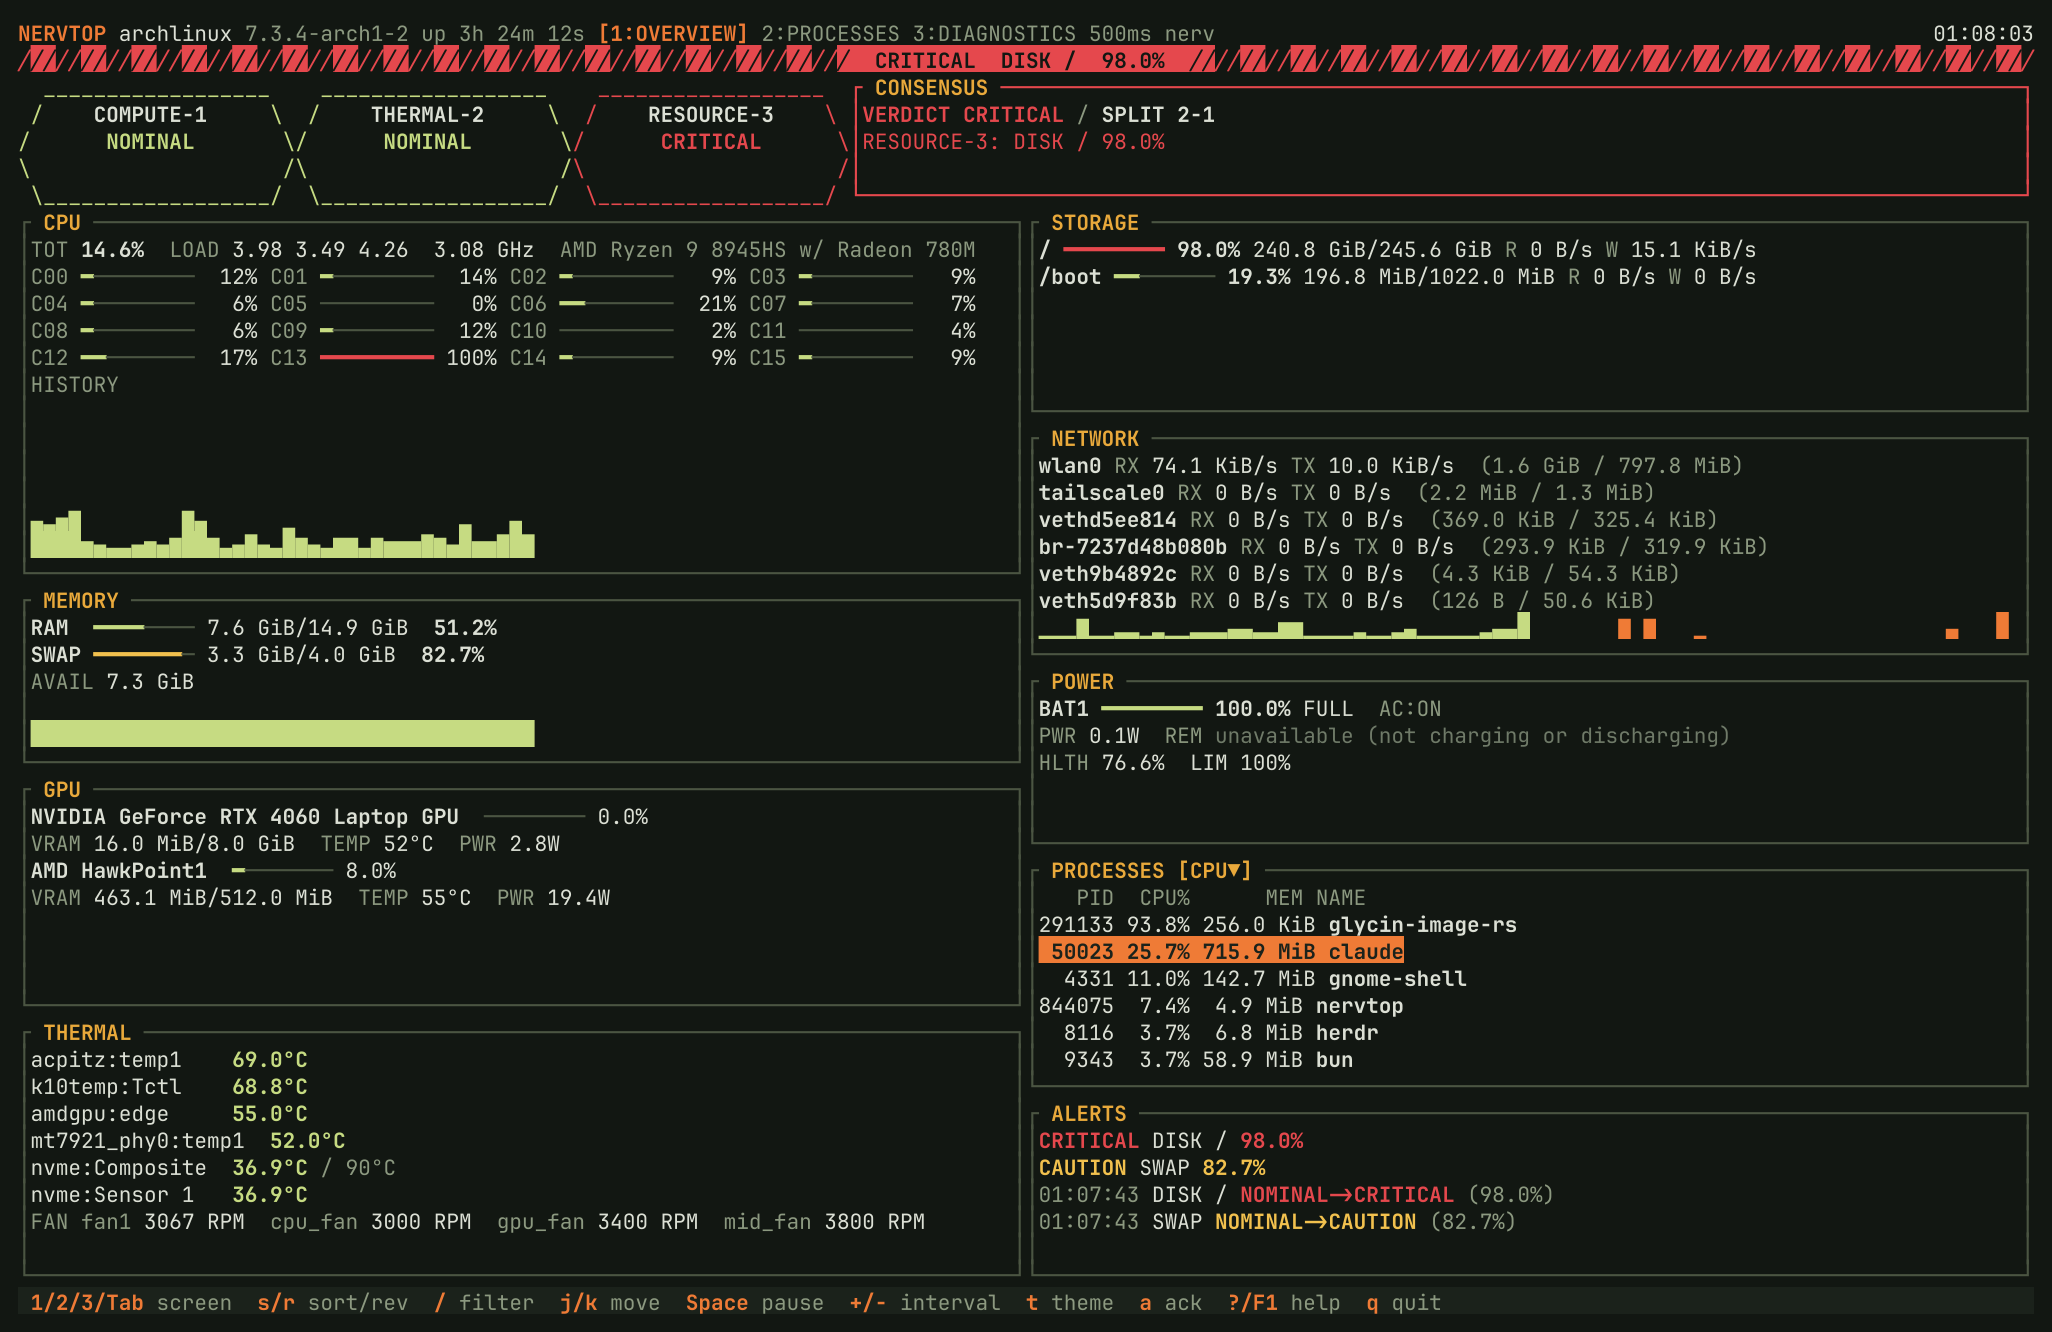 NERVTOP archlinux 7.3.4-arch1-2 up 3h 24m 12s [1:OVERVIEW] 2:PROCESSES 3:DIAGNOSTICS 500ms nerv 01:08:03
CRITICAL DISK / 98.0%
COMPUTE-1
NOMINAL
THERMAL-2
NOMINAL
RESOURCE-3
CRITICAL
CONSENSUS
VERDICT CRITICAL / SPLIT 2-1
RESOURCE-3: DISK / 98.0%
CPU
TOT 14.6% LOAD 3.98 3.49 4.26 3.08 GHz AMD Ryzen 9 8945HS w/ Radeon 780M
C00 12% C01 14% C02 9% C03 9%
C04 6% C05 0% C06 21% C07 7%
C08 6% C09 12% C10 2% C11 4%
C12 17% C13 100% C14 9% C15 9%
HISTORY
MEMORY
RAM 7.6 GiB/14.9 GiB 51.2%
SWAP 3.3 GiB/4.0 GiB 82.7%
AVAIL 7.3 GiB
GPU
NVIDIA GeForce RTX 4060 Laptop GPU 0.0%
VRAM 16.0 MiB/8.0 GiB TEMP 52°C PWR 2.8W
AMD HawkPoint1 8.0%
VRAM 463.1 MiB/512.0 MiB TEMP 55°C PWR 19.4W
THERMAL
acpitz:temp1 69.0°C
k10temp:Tctl 68.8°C
amdgpu:edge 55.0°C
mt7921_phy0:temp1 52.0°C
nvme:Composite 36.9°C / 90°C
nvme:Sensor 1 36.9°C
FAN fan1 3067 RPM cpu_fan 3000 RPM gpu_fan 3400 RPM mid_fan 3800 RPM
STORAGE
/ 98.0% 240.8 GiB/245.6 GiB R 0 B/s W 15.1 KiB/s
/boot 19.3% 196.8 MiB/1022.0 MiB R 0 B/s W 0 B/s
NETWORK
wlan0 RX 74.1 KiB/s TX 10.0 KiB/s (1.6 GiB / 797.8 MiB)
tailscale0 RX 0 B/s TX 0 B/s (2.2 MiB / 1.3 MiB)
vethd5ee814 RX 0 B/s TX 0 B/s (369.0 KiB / 325.4 KiB)
br-7237d48b080b RX 0 B/s TX 0 B/s (293.9 KiB / 319.9 KiB)
veth9b4892c RX 0 B/s TX 0 B/s (4.3 KiB / 54.3 KiB)
veth5d9f83b RX 0 B/s TX 0 B/s (126 B / 50.6 KiB)
POWER
BAT1 100.0% FULL AC:ON
PWR 0.1W REM unavailable (not charging or discharging)
HLTH 76.6% LIM 100%
PROCESSES [CPU▼]
PID CPU% MEM NAME
291133 93.8% 256.0 KiB glycin-image-rs
50023 25.7% 715.9 MiB claude
4331 11.0% 142.7 MiB gnome-shell
844075 7.4% 4.9 MiB nervtop
8116 3.7% 6.8 MiB herdr
9343 3.7% 58.9 MiB bun
ALERTS
CRITICAL DISK / 98.0%
CAUTION SWAP 82.7%
01:07:43 DISK / NOMINAL→CRITICAL (98.0%)
01:07:43 SWAP NOMINAL→CAUTION (82.7%)
1/2/3/Tab screen s/r sort/rev / filter j/k move Space pause +/- interval t theme a ack ?/F1 help q quit